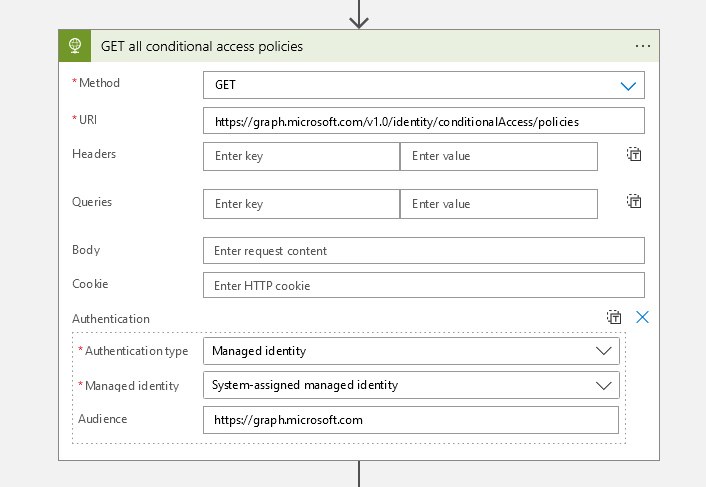 GET all conditional access policies
* Method
GET
* URI
https://graph.microsoft.com/v1.0/identity/conditionalAccess/policies
Headers
Enter key
Enter value
Queries
Enter key
Enter value
Body
Enter request content
Cookie
Enter HTTP cookie
Authentication
* Authentication type
Managed identity
* Managed identity
System-assigned managed identity
Audience
https://graph.microsoft.com